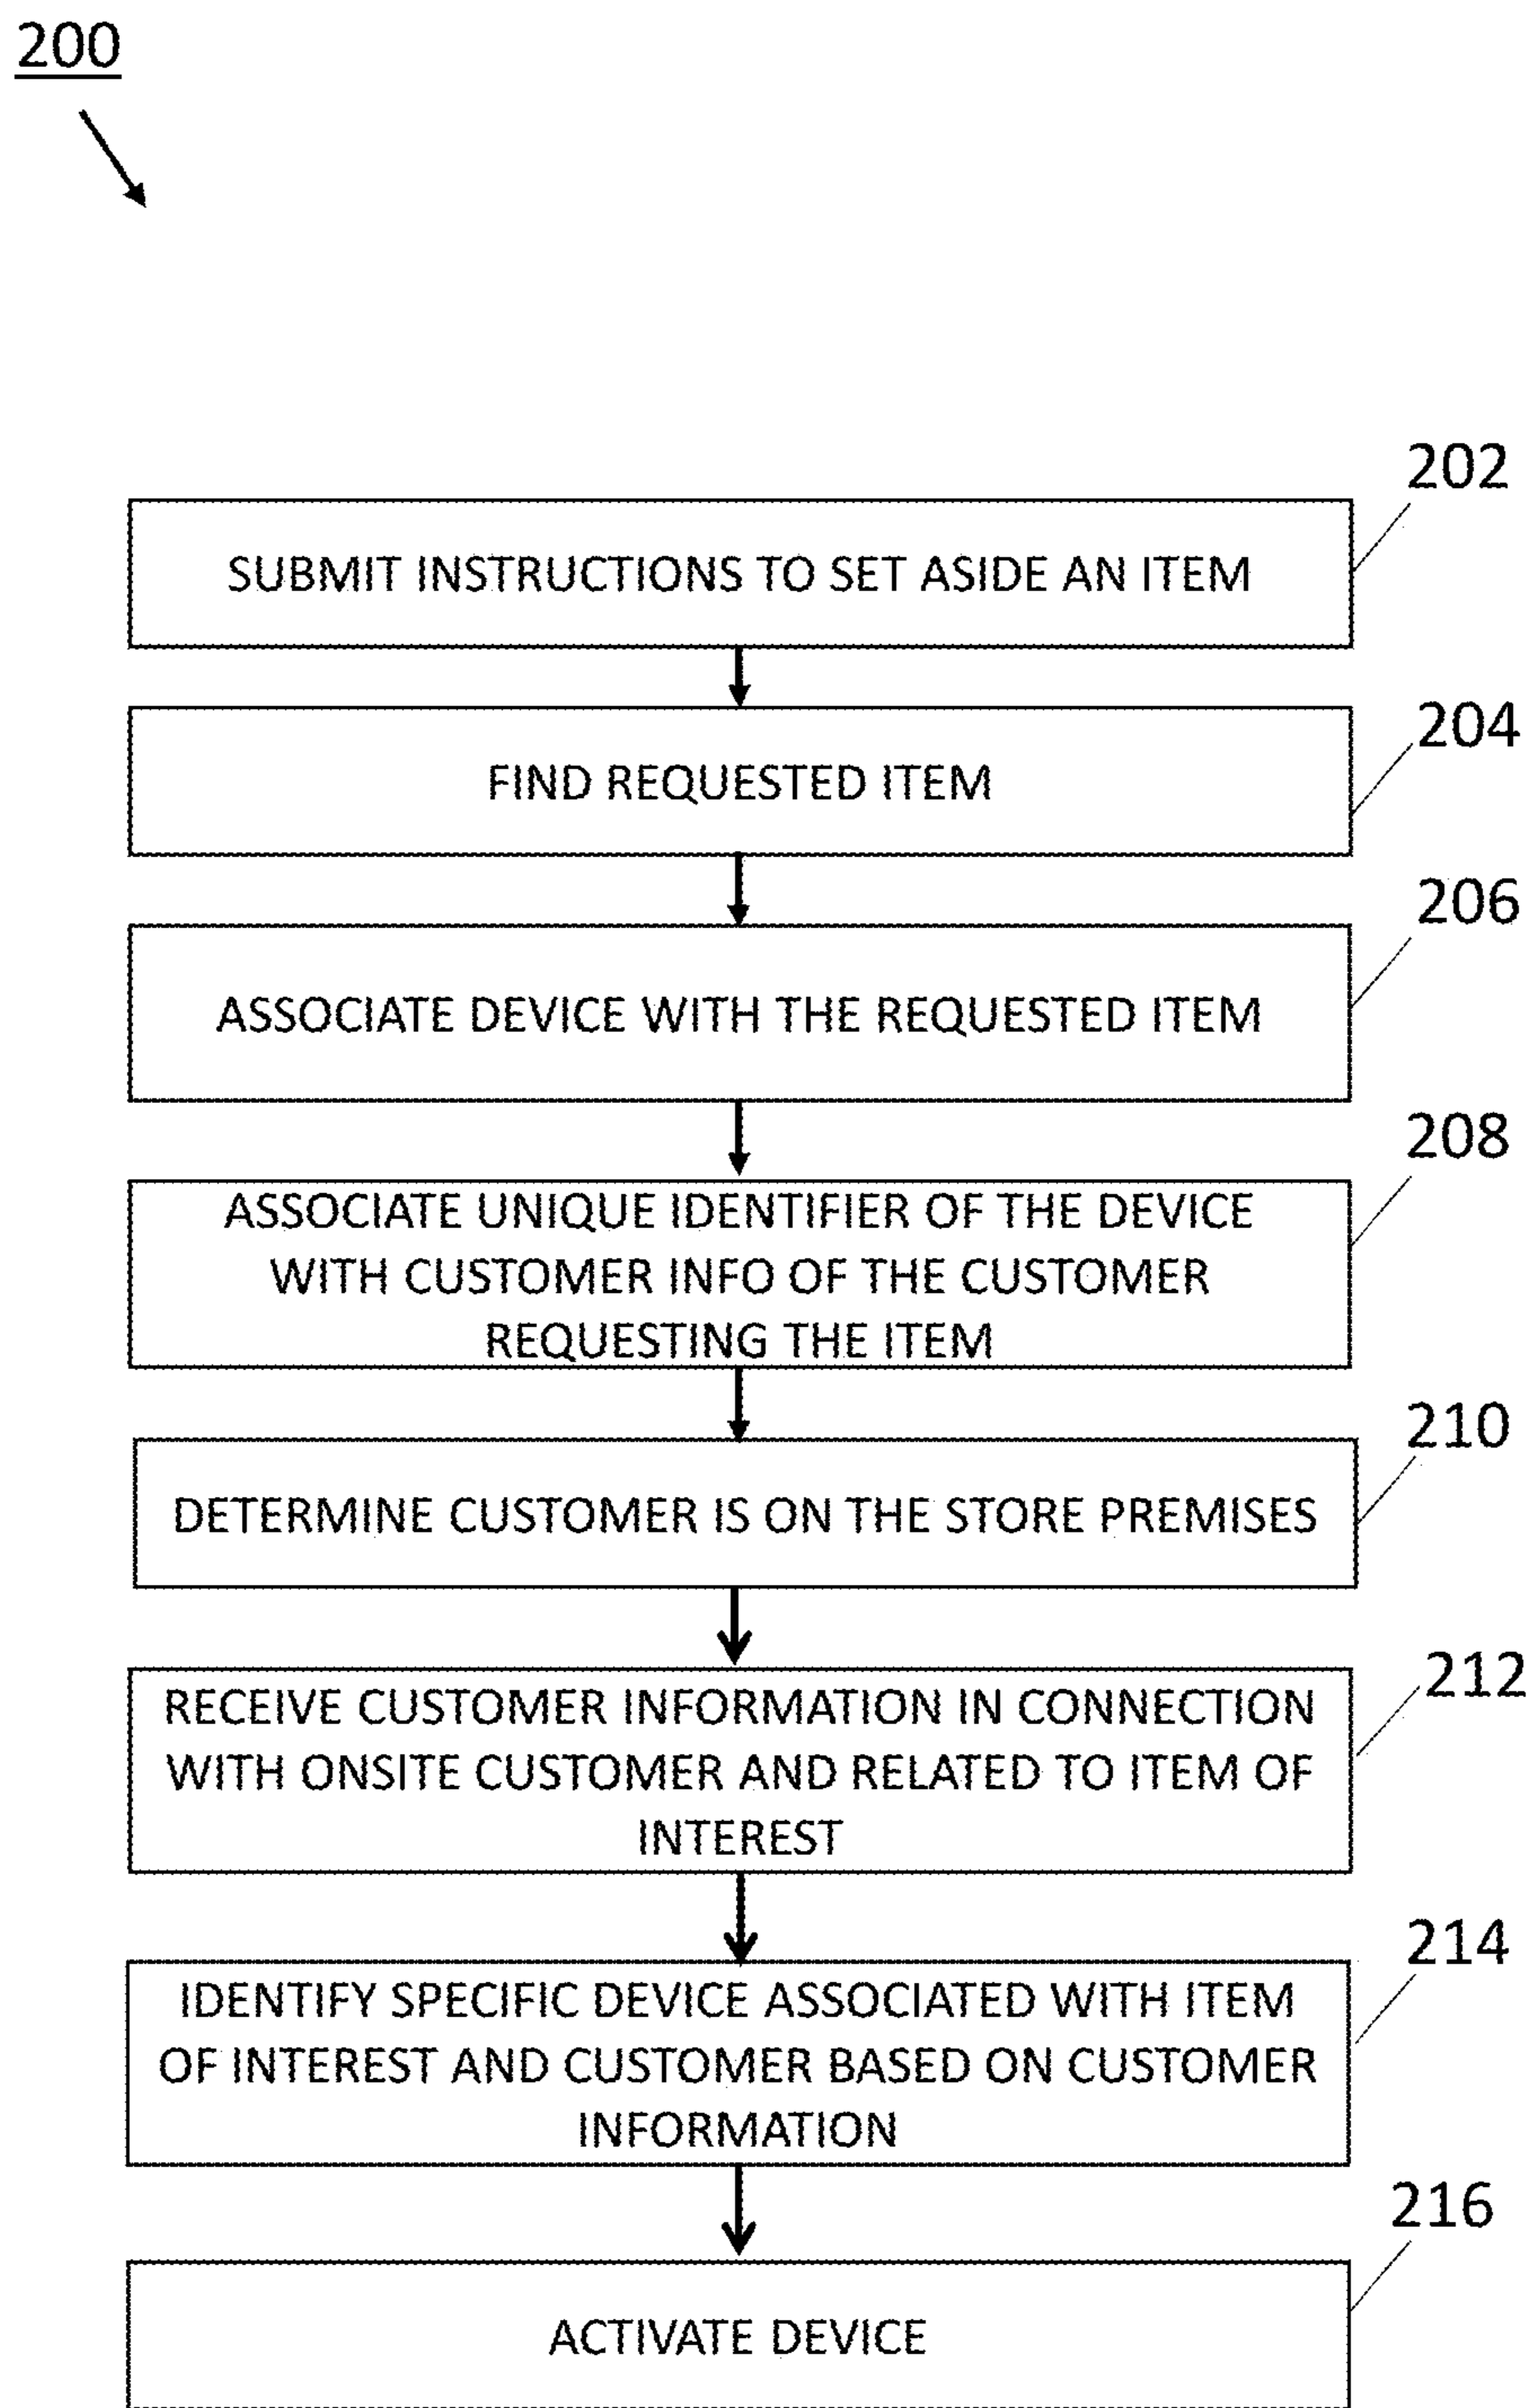 200
202
SUBMIT INSTRUCTIONS TO SET ASIDE AN ITEM
204
FIND REQUESTED ITEM
206
ASSOCIATE DEVICE WITH THE REQUESTED ITEM
208
ASSOCIATE UNIQUE IDENTIFIER OF THE DEVICE
WITH CUSTOMER INFO OF THE CUSTOMER
REQUESTING THE ITEM
210
DETERMINE CUSTOMER IS ON THE STORE PREMISES
212
RECEIVE CUSTOMER INFORMATION IN CONNECTION
WITH ONSITE CUSTOMER AND RELATED TO ITEM OF
INTEREST
214
IDENTIFY SPECIFIC DEVICE ASSOCIATED WITH ITEM
OF INTEREST AND CUSTOMER BASED ON CUSTOMER
INFORMATION
216
ACTIVATE DEVICE